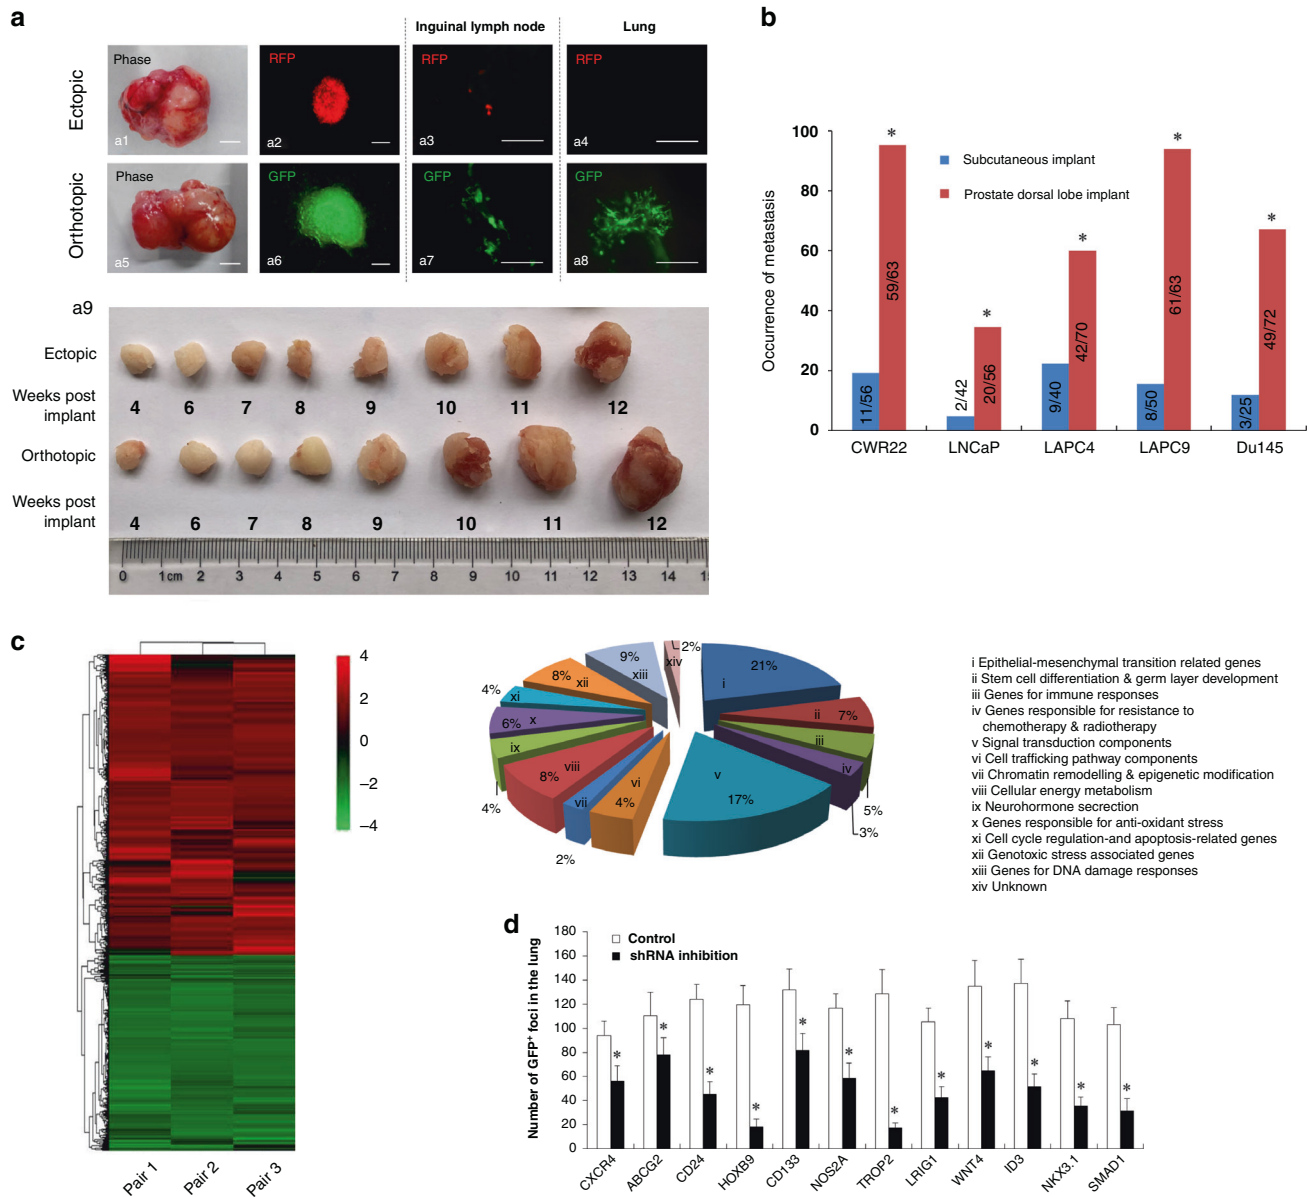 a
Inguinal lymph node
Lung
Ectopic
Phase
a1
RFP
a2
RFP
a3
RFP
a4
Orthotopic
Phase
a5
GFP
a6
GFP
a7
GFP
a8
a9
Ectopic
Weeks post
implant
4 6 7 8 9 10 11 12
Orthotopic
Weeks post
implant
4 6 7 8 9 10 11 12
0 1cm 2 3 4 5 6 7 8 9 10 11 12 13 14 1
b
Occurrence of metastasis
100
80
60
40
20
0
Subcutaneous implant
Prostate dorsal lobe implant
11/56
59/63
*
2/42
20/56
*
9/40
42/70
*
8/50
61/63
*
3/25
49/72
*
CWR22 LNCaP LAPC4 LAPC9 Du145
c
4
2
0
−2
−4
Pair 1 Pair 2 Pair 3
21%
i
ii 7%
iii
5%
iv
3%
v
17%
vi
4%
vii
2%
viii
8%
ix
4%
x
6%
xi
4%
xii
8%
xiii
9%
xiv
2%
i Epithelial-mesenchymal transition related genes
ii Stem cell differentiation & germ layer development
iii Genes for immune responses
iv Genes responsible for resistance to
chemotherapy & radiotherapy
v Signal transduction components
vi Cell trafficking pathway components
vii Chromatin remodelling & epigenetic modification
viii Cellular energy metabolism
ix Neurohormone secrection
x Genes responsible for anti-oxidant stress
xi Cell cycle regulation-and apoptosis-related genes
xii Genotoxic stress associated genes
xiii Genes for DNA damage responses
xiv Unknown
d
Number of GFP+ foci in the lung
180
160
140
120
100
80
60
40
20
0
Control
shRNA inhibition
* * * * * * * * * * * *
CXCR4 ABCG2 CD24 HOXB9 CD133 NOS2A TROP2 LRIG1 WNT4 ID3 NKX3.1 SMAD1